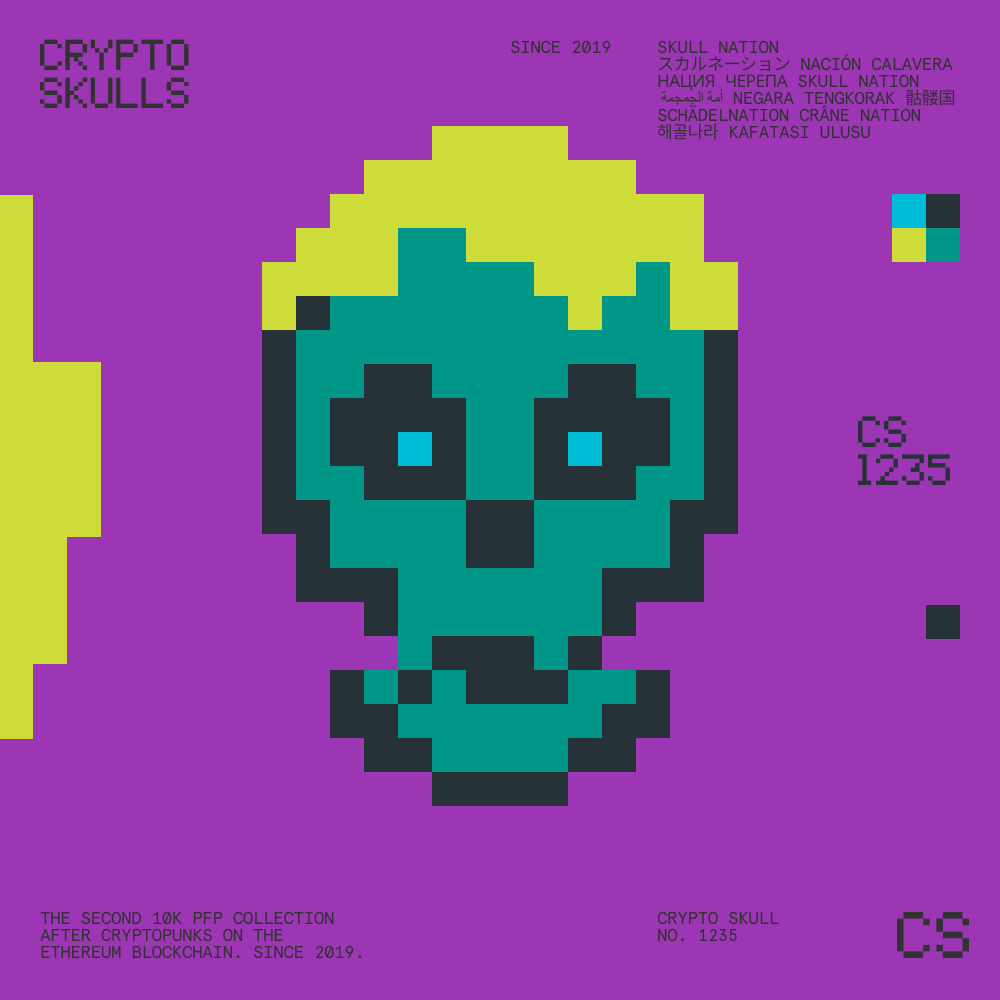 CRYPTO
SKULLS
SINCE 2019
SKULL NATION
スカルネーション NACIÓN CALAVERA
НАЦИЯ ЧЕРЕПА SKULL NATION
أمة الجمجمة NEGARA TENGKORAK 骷髅国
SCHÄDELNATION CRÂNE NATION
해골나라 KAFATASI ULUSU
CS
1235
THE SECOND 10K PFP COLLECTION
AFTER CRYPTOPUNKS ON THE
ETHEREUM BLOCKCHAIN. SINCE 2019.
CRYPTO SKULL
NO. 1235
CS